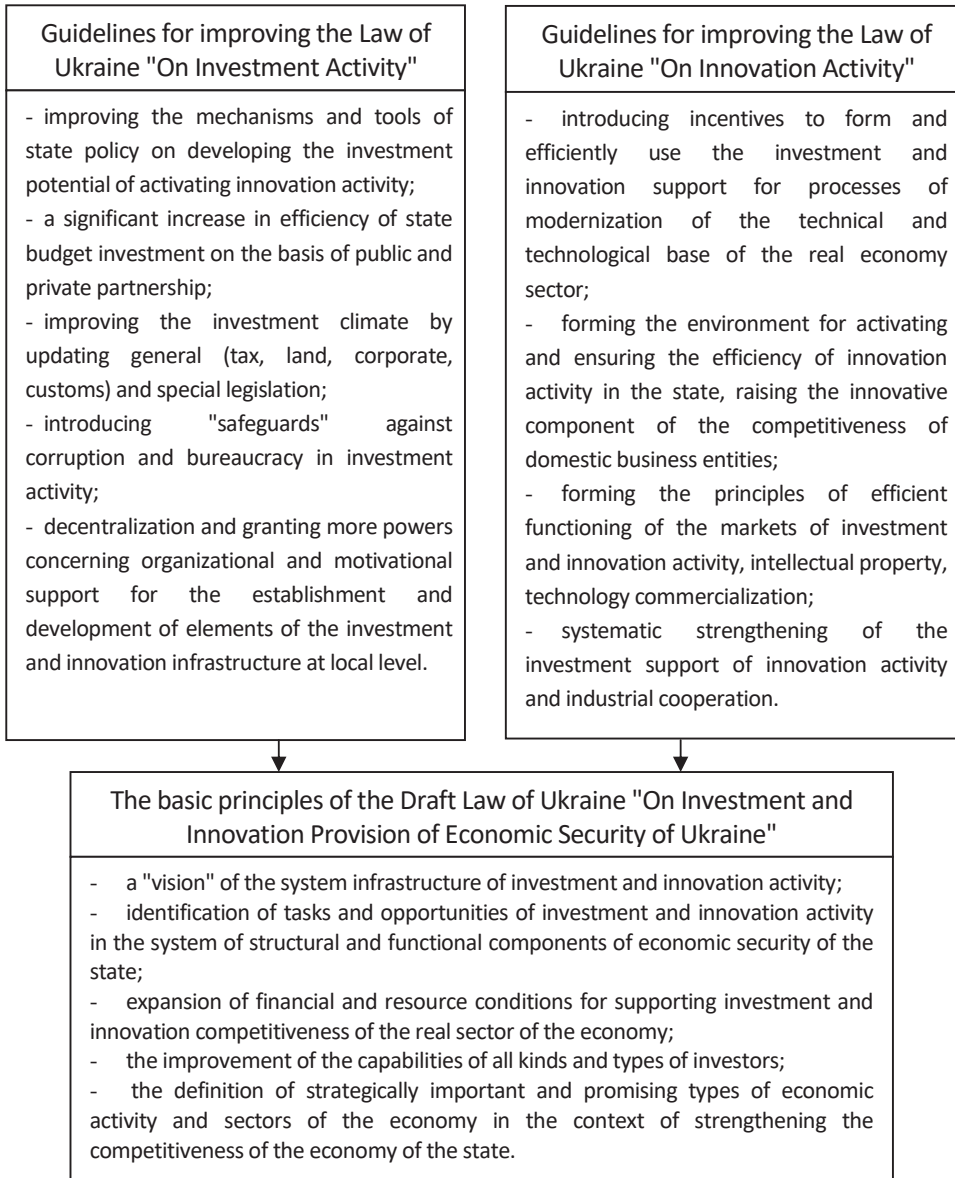 Guidelines for improving the Law of
Ukraine "On Investment Activity"
- improving the mechanisms and tools of
state policy on developing the investment
potential of activating innovation activity;
- a significant increase in efficiency of state
budget investment on the basis of public and
private partnership;
- improving the investment climate by
updating general (tax, land, corporate,
customs) and special legislation;
- introducing "safeguards" against
corruption and bureaucracy in investment
activity;
- decentralization and granting more powers
concerning organizational and motivational
support for the establishment and
development of elements of the investment
and innovation infrastructure at local level.
Guidelines for improving the Law of
Ukraine "On Innovation Activity"
- introducing incentives to form and
efficiently use the investment and
innovation support for processes of
modernization of the technical and
technological base of the real economy
sector;
- forming the environment for activating
and ensuring the efficiency of innovation
activity in the state, raising the innovative
component of the competitiveness of
domestic business entities;
- forming the principles of efficient
functioning of the markets of investment
and innovation activity, intellectual property,
technology commercialization;
- systematic strengthening of the
investment support of innovation activity
and industrial cooperation.
The basic principles of the Draft Law of Ukraine "On Investment and
Innovation Provision of Economic Security of Ukraine"
- a "vision" of the system infrastructure of investment and innovation activity;
- identification of tasks and opportunities of investment and innovation activity
in the system of structural and functional components of economic security of the
state;
- expansion of financial and resource conditions for supporting investment and
innovation competitiveness of the real sector of the economy;
- the improvement of the capabilities of all kinds and types of investors;
- the definition of strategically important and promising types of economic
activity and sectors of the economy in the context of strengthening the
competitiveness of the economy of the state.